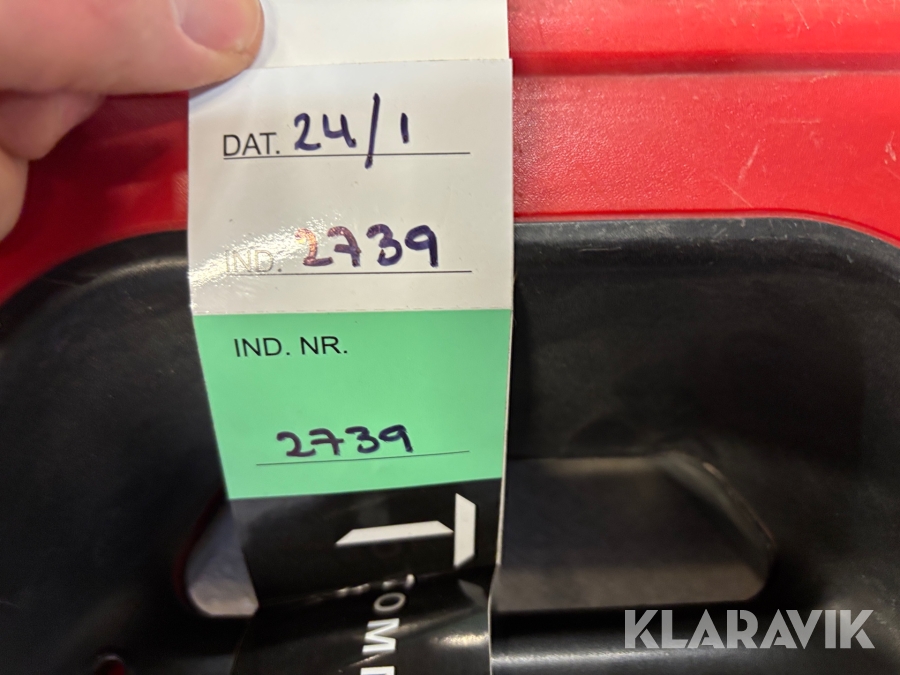 DAT. 24/1
IND. 2739
IND. NR.
2739
KLARAVIK